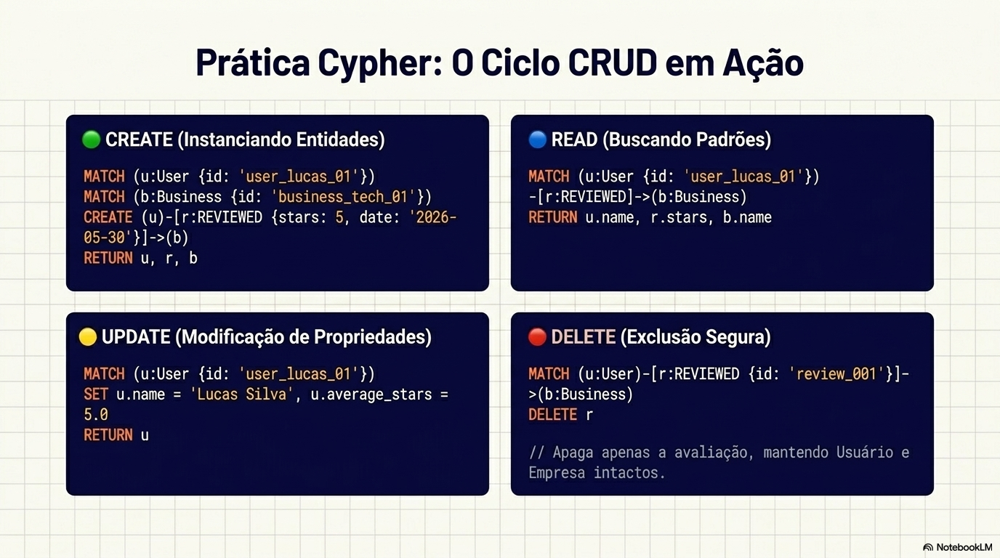 Prática Cypher: O Ciclo CRUD em Ação
CREATE (Instanciando Entidades)
MATCH (u:User {id: 'user_lucas_01'})
MATCH (b:Business {id: 'business_tech_01'})
CREATE (u)-[r:REVIEWED {stars: 5, date: '2026-
05-30'}]->(b)
RETURN u, r, b
READ (Buscando Padrões)
MATCH (u:User {id: 'user_lucas_01'})
-[r:REVIEWED]->(b:Business)
RETURN u.name, r.stars, b.name
UPDATE (Modificação de Propriedades)
MATCH (u:User {id: 'user_lucas_01'})
SET u.name = 'Lucas Silva', u.average_stars =
5.0
RETURN u
DELETE (Exclusão Segura)
MATCH (u:User)-[r:REVIEWED {id: 'review_001'}]-
>(b:Business)
DELETE r
// Apaga apenas a avaliação, mantendo Usuário e
Empresa intactos.
NotebookLM